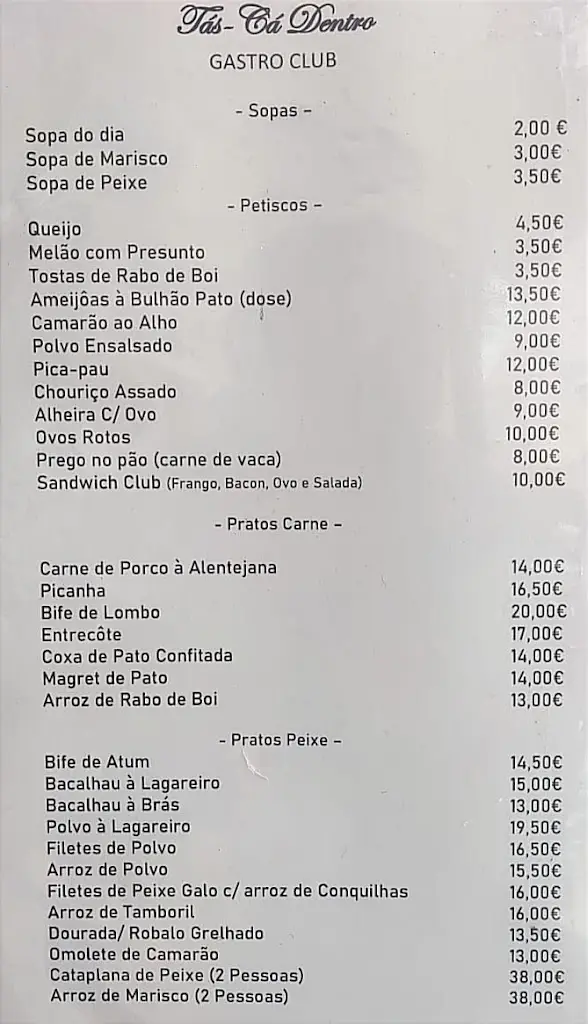 Tás-Cá Dentro
GASTRO CLUB
- Sopas -
Sopa do dia 2,00 €
Sopa de Marisco 3,00€
Sopa de Peixe 3,50€
- Petiscos -
Queijo 4,50€
Melão com Presunto 3,50€
Tostas de Rabo de Boi 3,50€
Ameijôas à Bulhão Pato (dose) 13,50€
Camarão ao Alho 12,00€
Polvo Ensalsado 9,00€
Pica-pau 12,00€
Chouriço Assado 8,00€
Alheira C/ Ovo 9,00€
Ovos Rotos 10,00€
Prego no pão (carne de vaca) 8,00€
Sandwich Club (Frango, Bacon, Ovo e Salada) 10,00€
- Pratos Carne -
Carne de Porco à Alentejana 14,00€
Picanha 16,50€
Bife de Lombo 20,00€
Entrecôte 17,00€
Coxa de Pato Confitada 14,00€
Magret de Pato 14,00€
Arroz de Rabo de Boi 13,00€
- Pratos Peixe -
Bife de Atum 14,50€
Bacalhau à Lagareiro 15,00€
Bacalhau à Brás 13,00€
Polvo à Lagareiro 19,50€
Filetes de Polvo 16,50€
Arroz de Polvo 15,50€
Filetes de Peixe Galo c/ arroz de Conquilhas 16,00€
Arroz de Tamboril 16,00€
Dourada/ Robalo Grelhado 13,50€
Omolete de Camarão 13,00€
Cataplana de Peixe (2 Pessoas) 38,00€
Arroz de Marisco (2 Pessoas) 38,00€